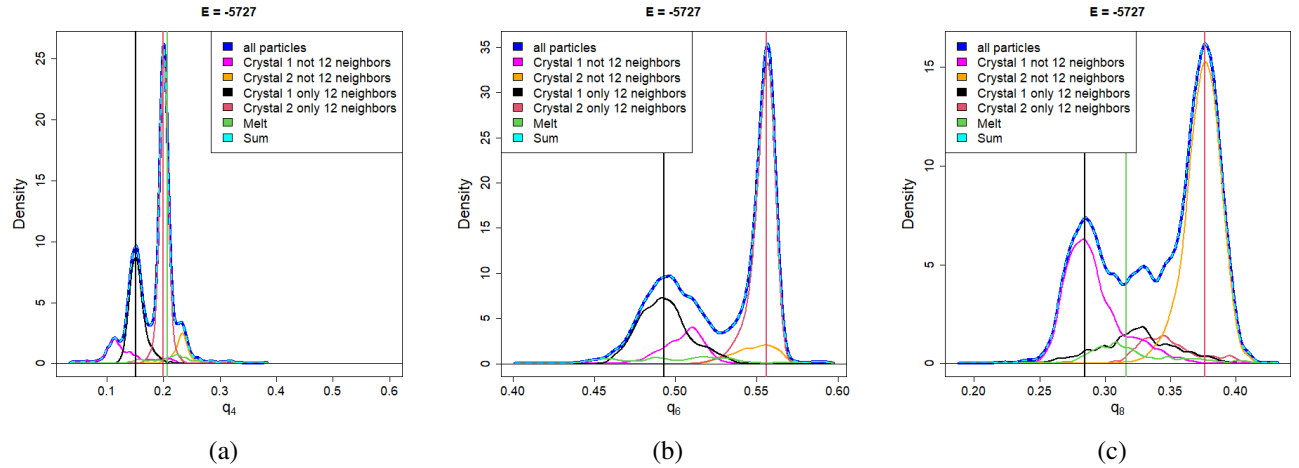 E = -5727
all particles
Crystal 1 not 12 neighbors
Crystal 2 not 12 neighbors
Crystal 1 only 12 neighbors
Crystal 2 only 12 neighbors
Melt
Sum
Density
0
5
10
15
20
25
0.1
0.2
0.3
0.4
0.5
0.6
q4
(a)
E = -5727
all particles
Crystal 1 not 12 neighbors
Crystal 2 not 12 neighbors
Crystal 1 only 12 neighbors
Crystal 2 only 12 neighbors
Melt
Sum
Density
0
5
10
15
20
25
30
35
0.40
0.45
0.50
0.55
0.60
q6
(b)
E = -5727
all particles
Crystal 1 not 12 neighbors
Crystal 2 not 12 neighbors
Crystal 1 only 12 neighbors
Crystal 2 only 12 neighbors
Melt
Sum
Density
0
5
10
15
0.20
0.25
0.30
0.35
0.40
q8
(c)